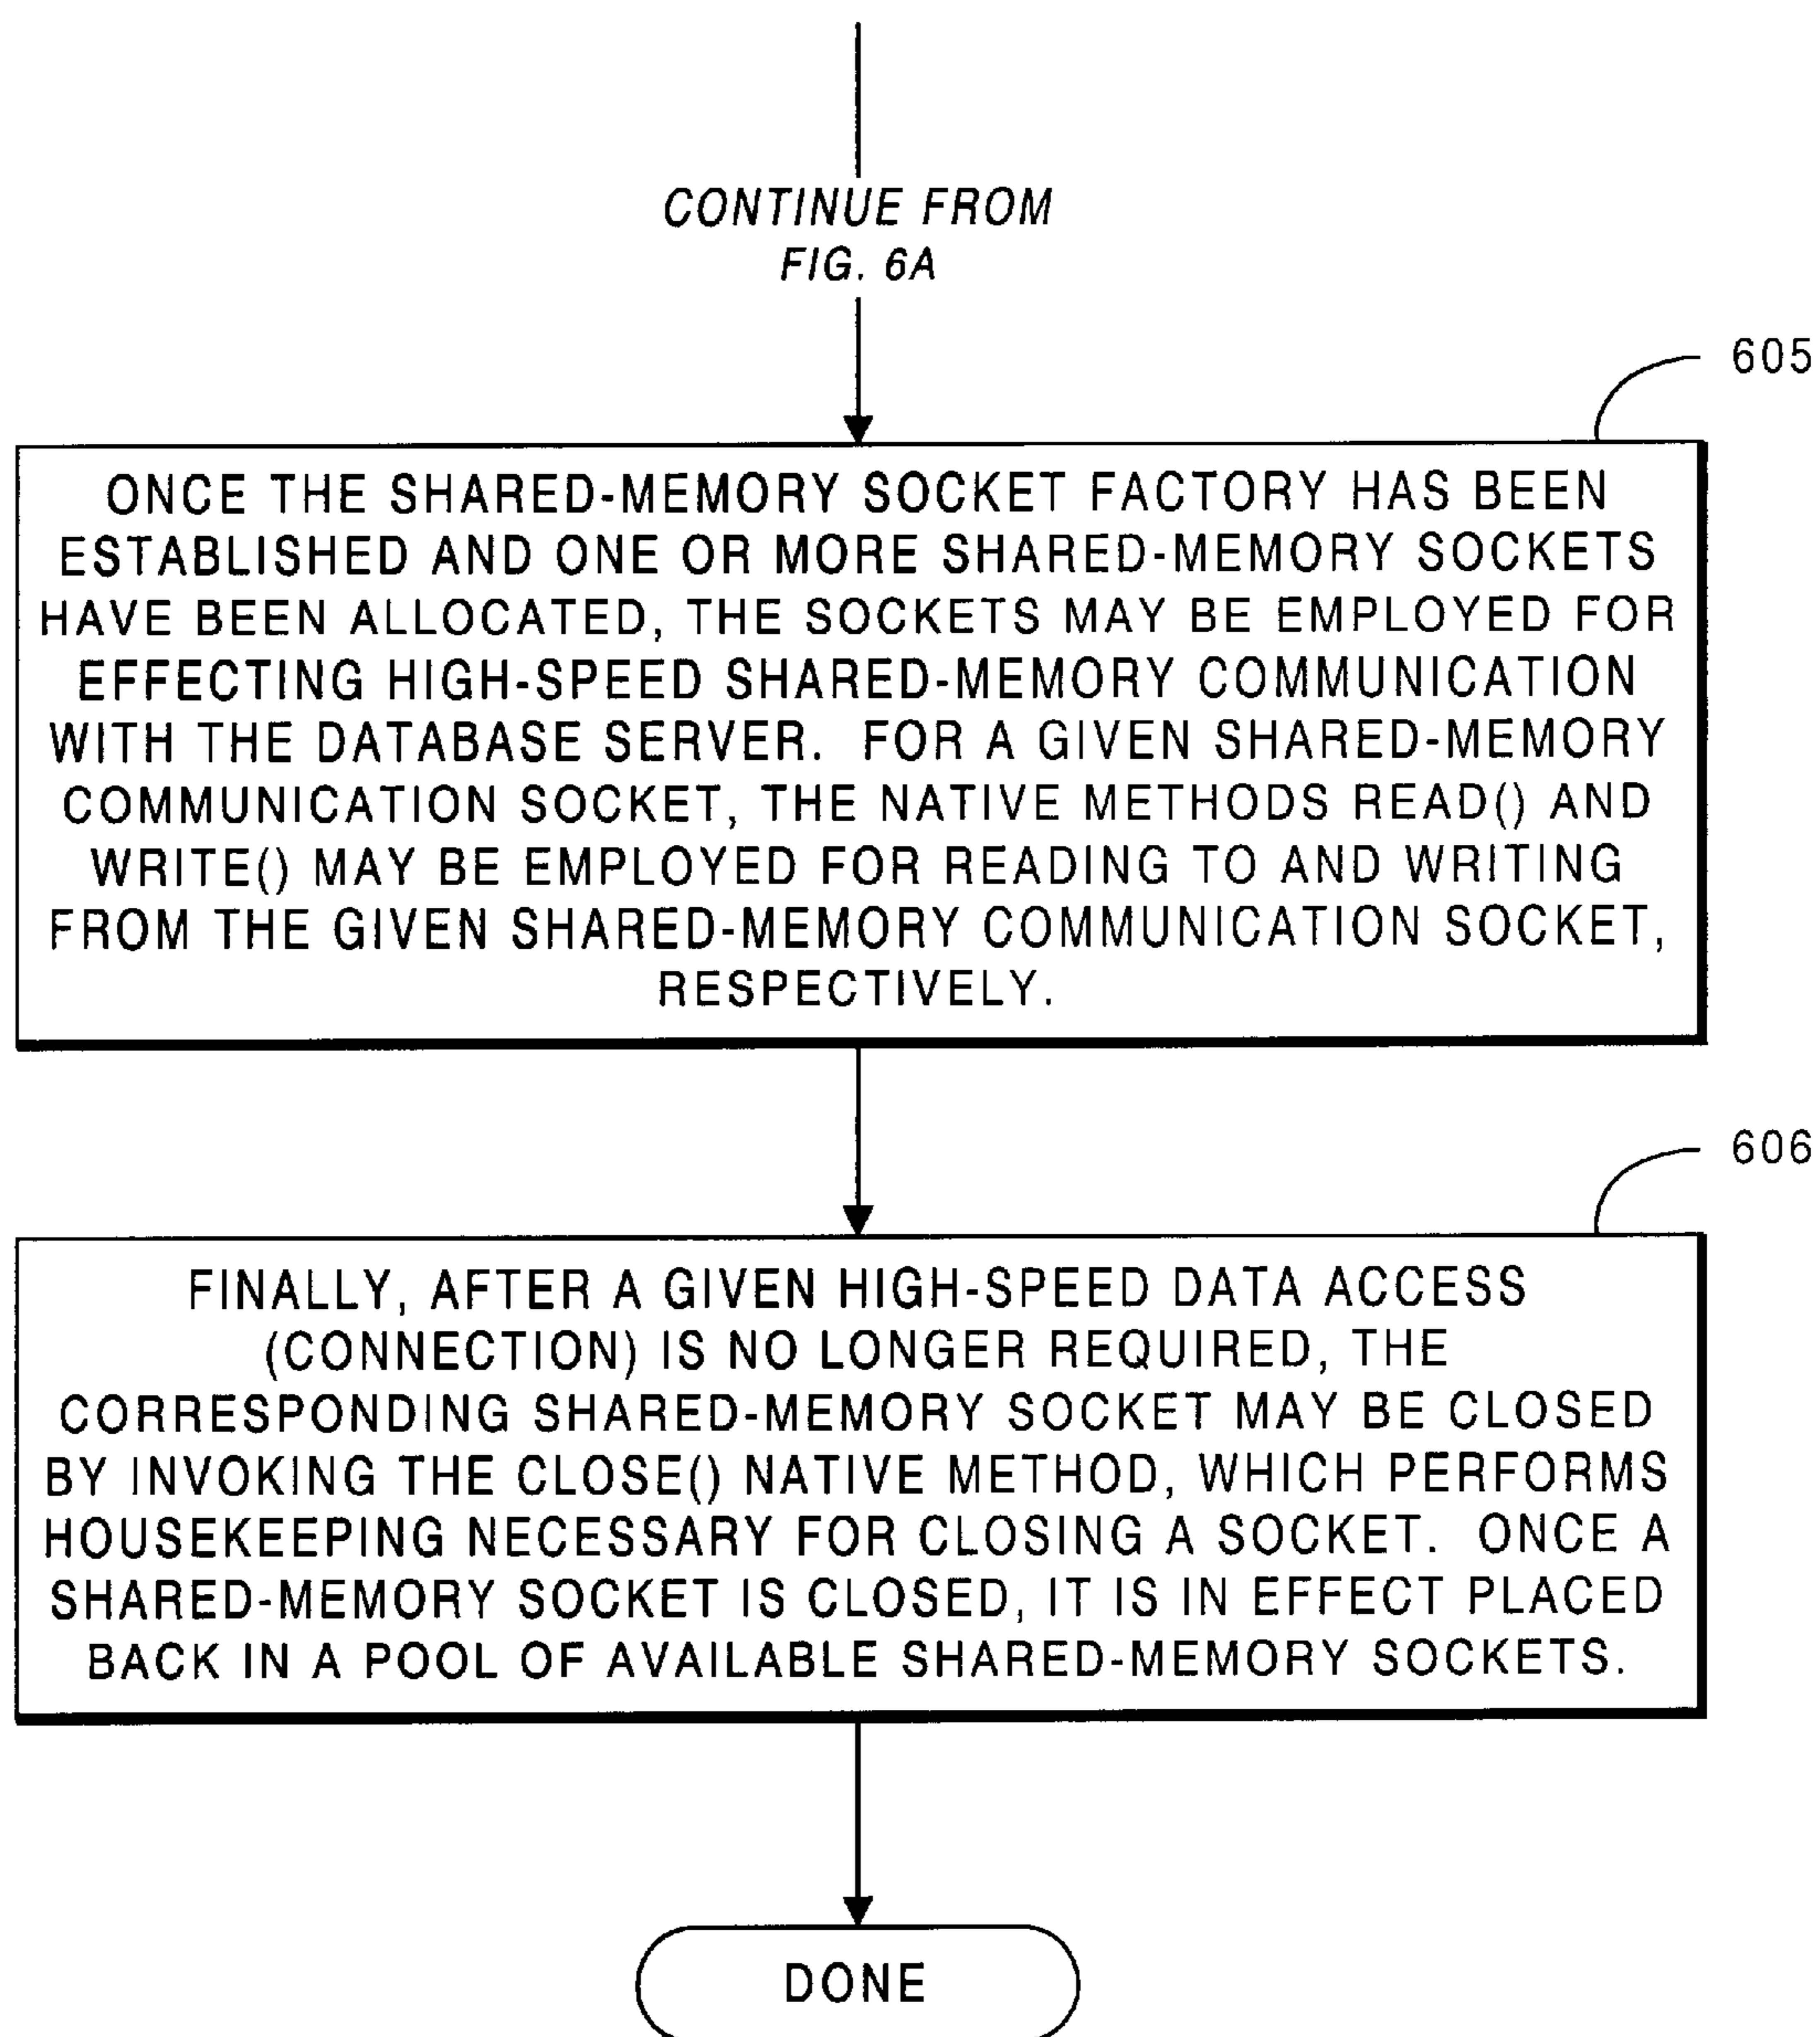 CONTINUE FROM
FIG. 6A
605
ONCE THE SHARED-MEMORY SOCKET FACTORY HAS BEEN
ESTABLISHED AND ONE OR MORE SHARED-MEMORY SOCKETS
HAVE BEEN ALLOCATED, THE SOCKETS MAY BE EMPLOYED FOR
EFFECTING HIGH-SPEED SHARED-MEMORY COMMUNICATION
WITH THE DATABASE SERVER. FOR A GIVEN SHARED-MEMORY
COMMUNICATION SOCKET, THE NATIVE METHODS READ() AND
WRITE() MAY BE EMPLOYED FOR READING TO AND WRITING
FROM THE GIVEN SHARED-MEMORY COMMUNICATION SOCKET,
RESPECTIVELY.
606
FINALLY, AFTER A GIVEN HIGH-SPEED DATA ACCESS
(CONNECTION) IS NO LONGER REQUIRED, THE
CORRESPONDING SHARED-MEMORY SOCKET MAY BE CLOSED
BY INVOKING THE CLOSE() NATIVE METHOD, WHICH PERFORMS
HOUSEKEEPING NECESSARY FOR CLOSING A SOCKET. ONCE A
SHARED-MEMORY SOCKET IS CLOSED, IT IS IN EFFECT PLACED
BACK IN A POOL OF AVAILABLE SHARED-MEMORY SOCKETS.
DONE